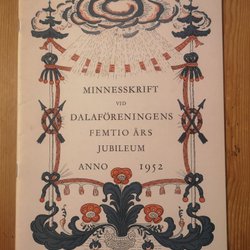 MINNESSKRIFT
VID
DALAFÖRENINGENS
FEMTIO ÅRS
JUBILEUM
ANNO 1952